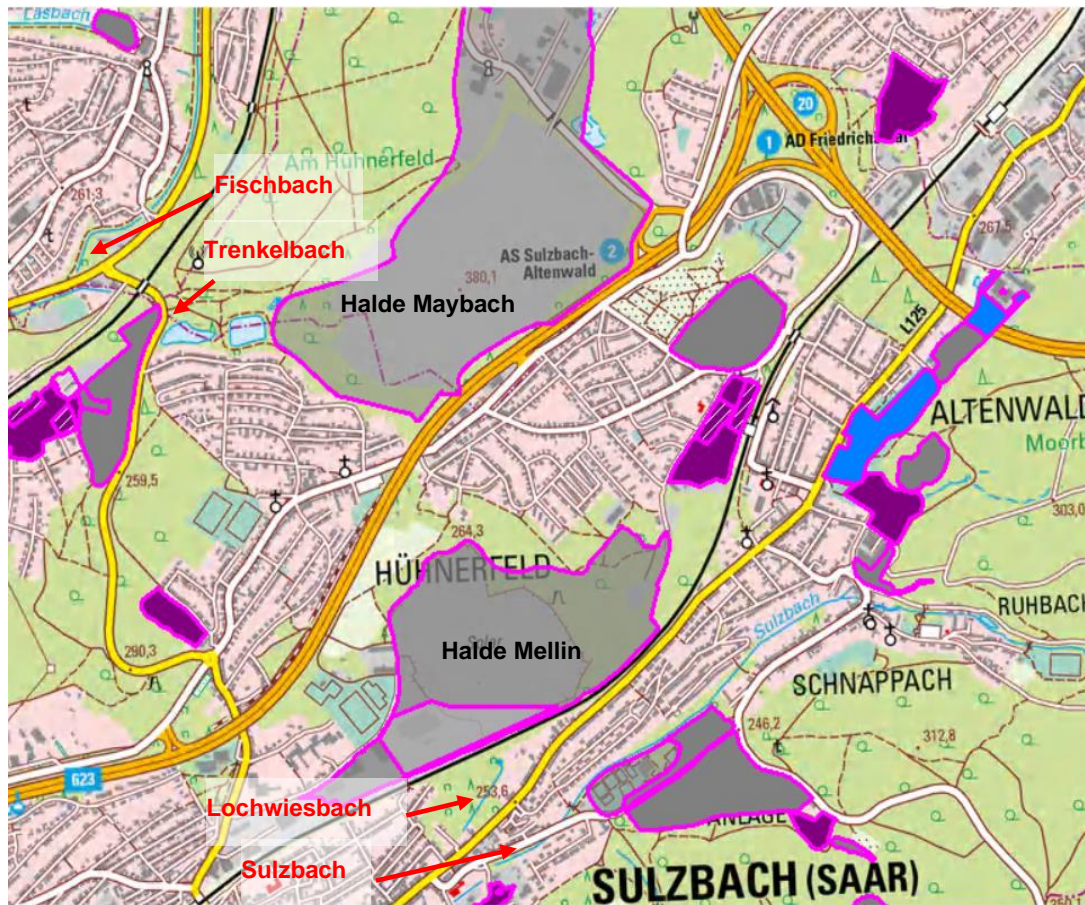 Lasbach
20
1
AD Friedrichsthal
Am Hühnerfeld
Fischbach
261,3
267,5
Trenkelbach
AS Sulzbach-
Altenwald
2
380,1
Halde Maybach
L125
ALTENWALD
259,5
303,0
264,3
HÜHNERFELD
Solar
Sulzbach
RUHBACH
Halde Mellin
290,3
SCHNAPPACH
246,2
312,8
623
253,6
Lochwiesbach
ANLAGE
Sulzbach
SULZBACH (SAAR)